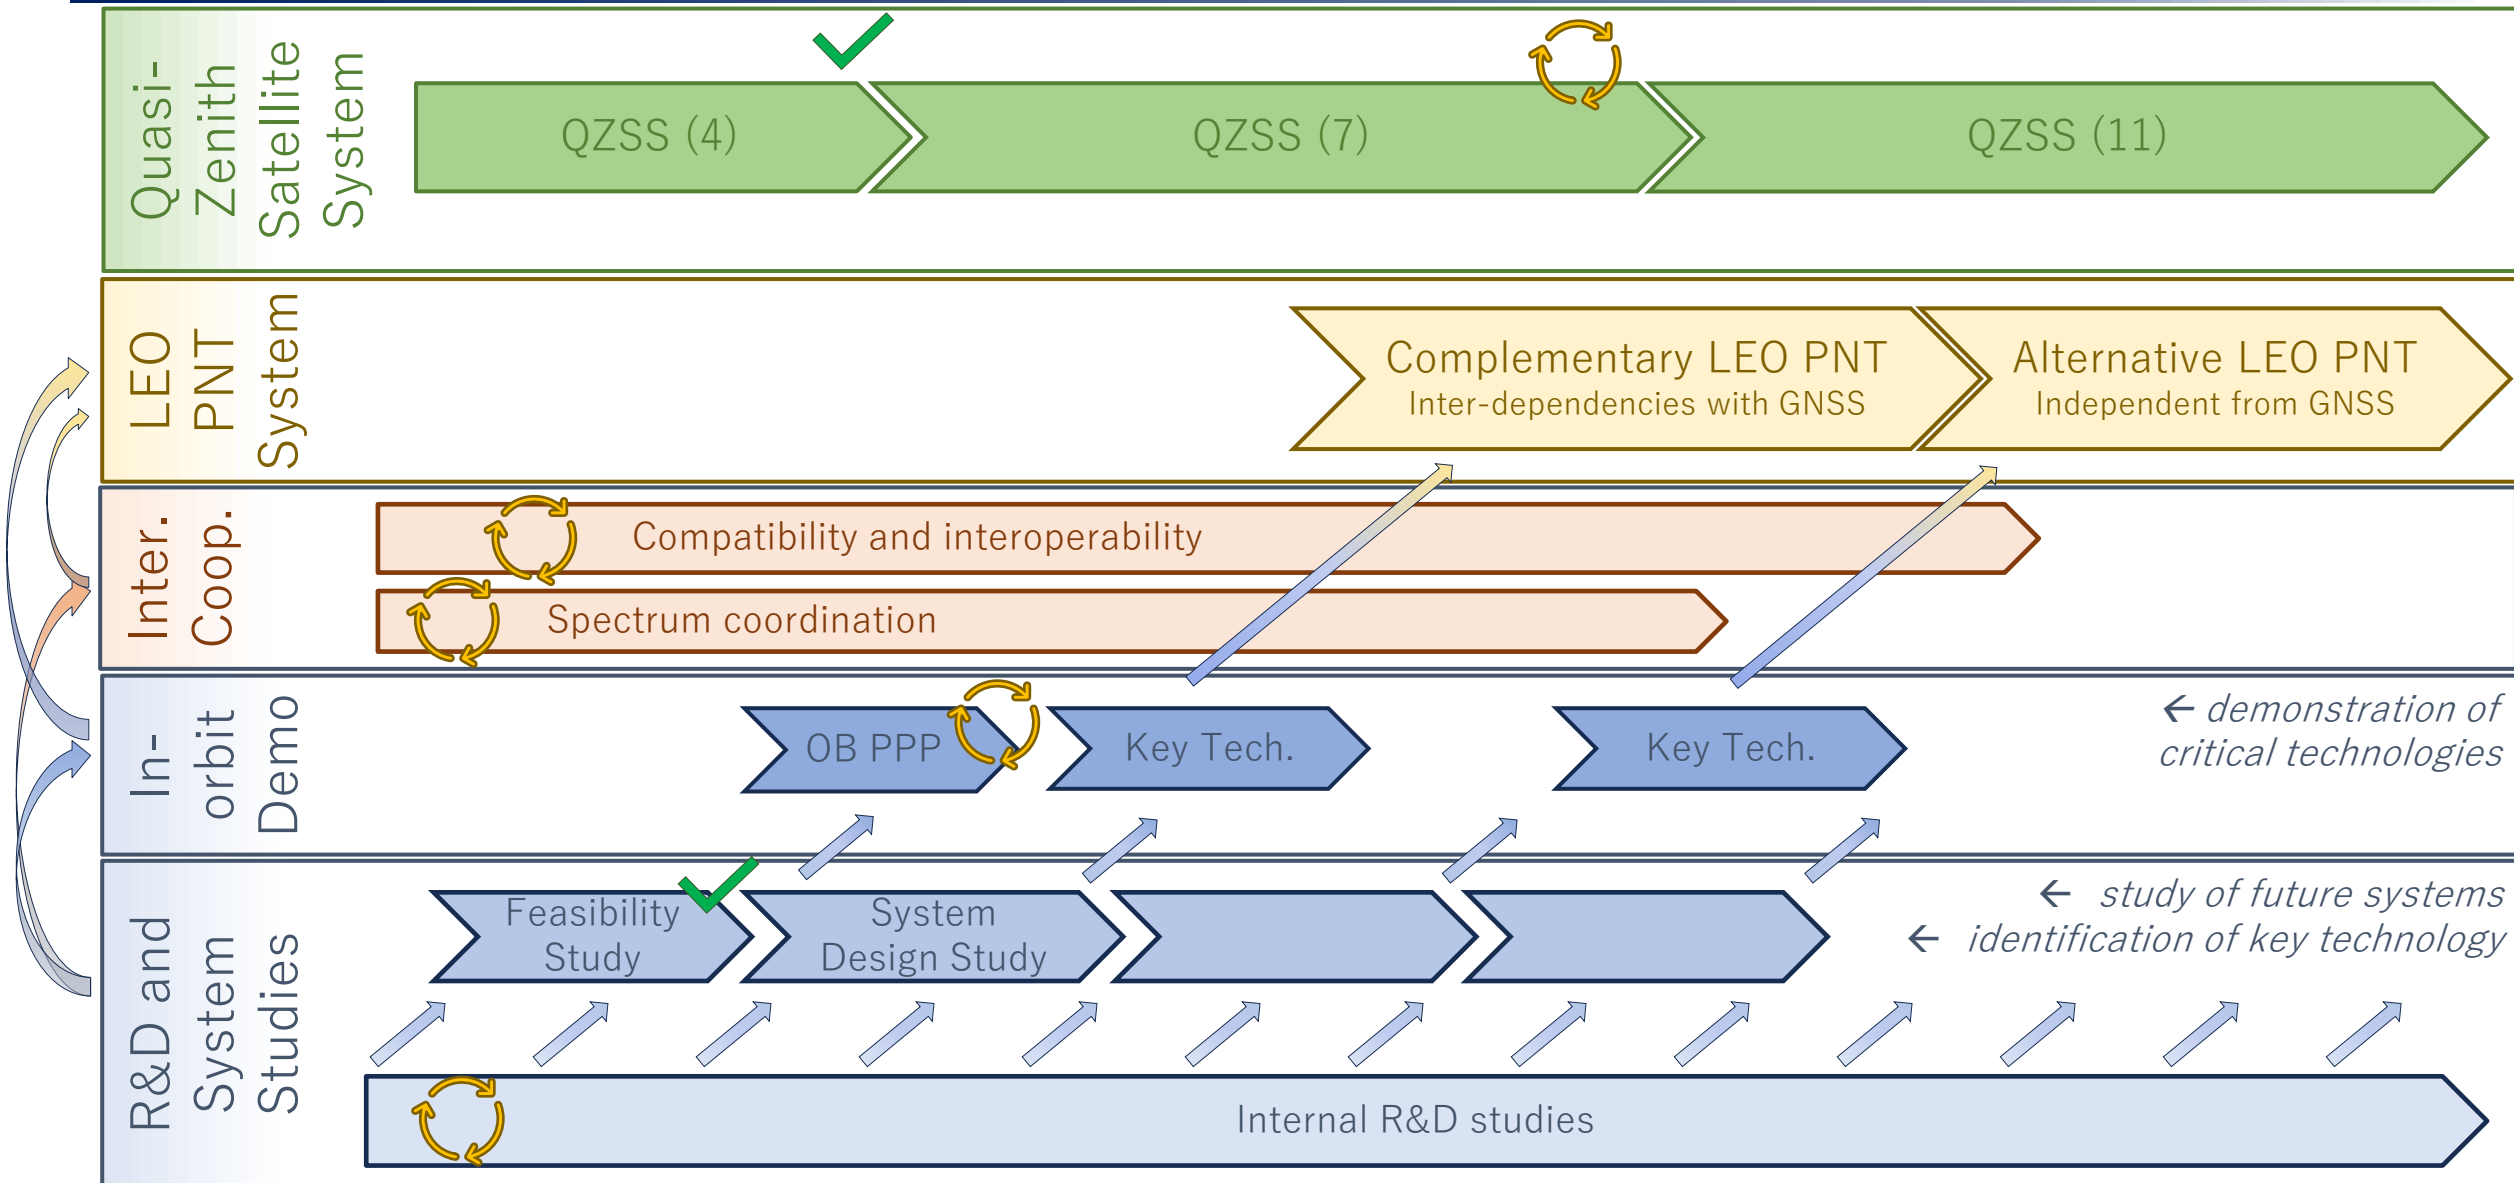 Quasi-
Zenith
Satellite
System
QZSS (4)
QZSS (7)
QZSS (11)
LEO
PNT
System
Complementary LEO PNT
Inter-dependencies with GNSS
Alternative LEO PNT
Independent from GNSS
Inter.
Coop.
Compatibility and interoperability
Spectrum coordination
In-
orbit
Demo
OB PPP
Key Tech.
Key Tech.
← demonstration of
critical technologies
R&D and
System
Studies
Feasibility
Study
System
Design Study
← study of future systems
← identification of key technology
Internal R&D studies